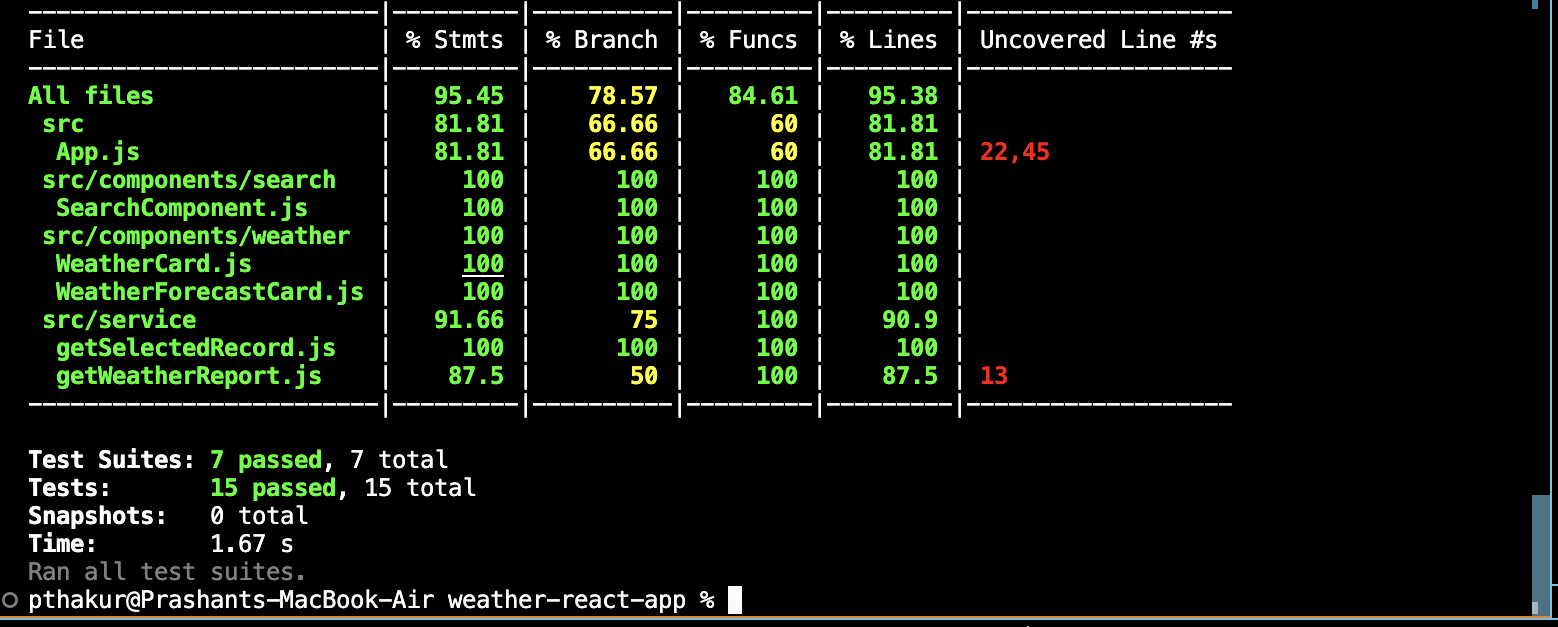 --------------------------|---------|----------|---------|---------|-------------------
File                      | % Stmts | % Branch | % Funcs | % Lines | Uncovered Line #s
--------------------------|---------|----------|---------|---------|-------------------
All files                 |   95.45 |    78.57 |   84.61 |   95.38 |
 src                      |   81.81 |    66.66 |      60 |   81.81 |
  App.js                  |   81.81 |    66.66 |      60 |   81.81 | 22,45
 src/components/search    |     100 |      100 |     100 |     100 |
  SearchComponent.js      |     100 |      100 |     100 |     100 |
 src/components/weather   |     100 |      100 |     100 |     100 |
  WeatherCard.js          |     100 |      100 |     100 |     100 |
  WeatherForecastCard.js  |     100 |      100 |     100 |     100 |
 src/service              |   91.66 |       75 |     100 |    90.9 |
  getSelectedRecord.js    |     100 |      100 |     100 |     100 |
  getWeatherReport.js     |    87.5 |       50 |     100 |    87.5 | 13
--------------------------|---------|----------|---------|---------|-------------------
Test Suites: 7 passed, 7 total
Tests:       15 passed, 15 total
Snapshots:   0 total
Time:        1.67 s
Ran all test suites.
pthakur@Prashants-MacBook-Air weather-react-app %